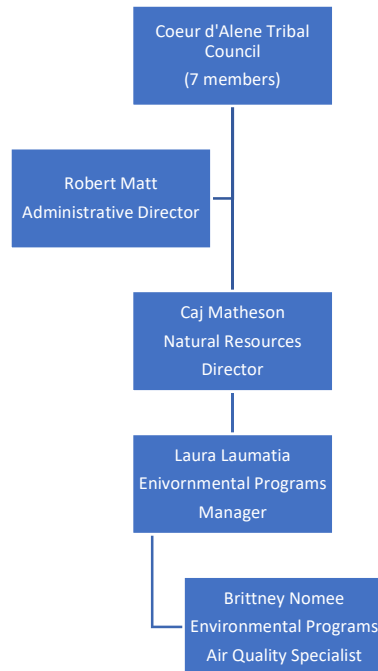 Coeur d'Alene Tribal
Council
(7 members)
Robert Matt
Administrative Director
Caj Matheson
Natural Resources
Director
Laura Laumatia
Enivornmental Programs
Manager
Brittney Nomee
Environmental Programs
Air Quality Specialist